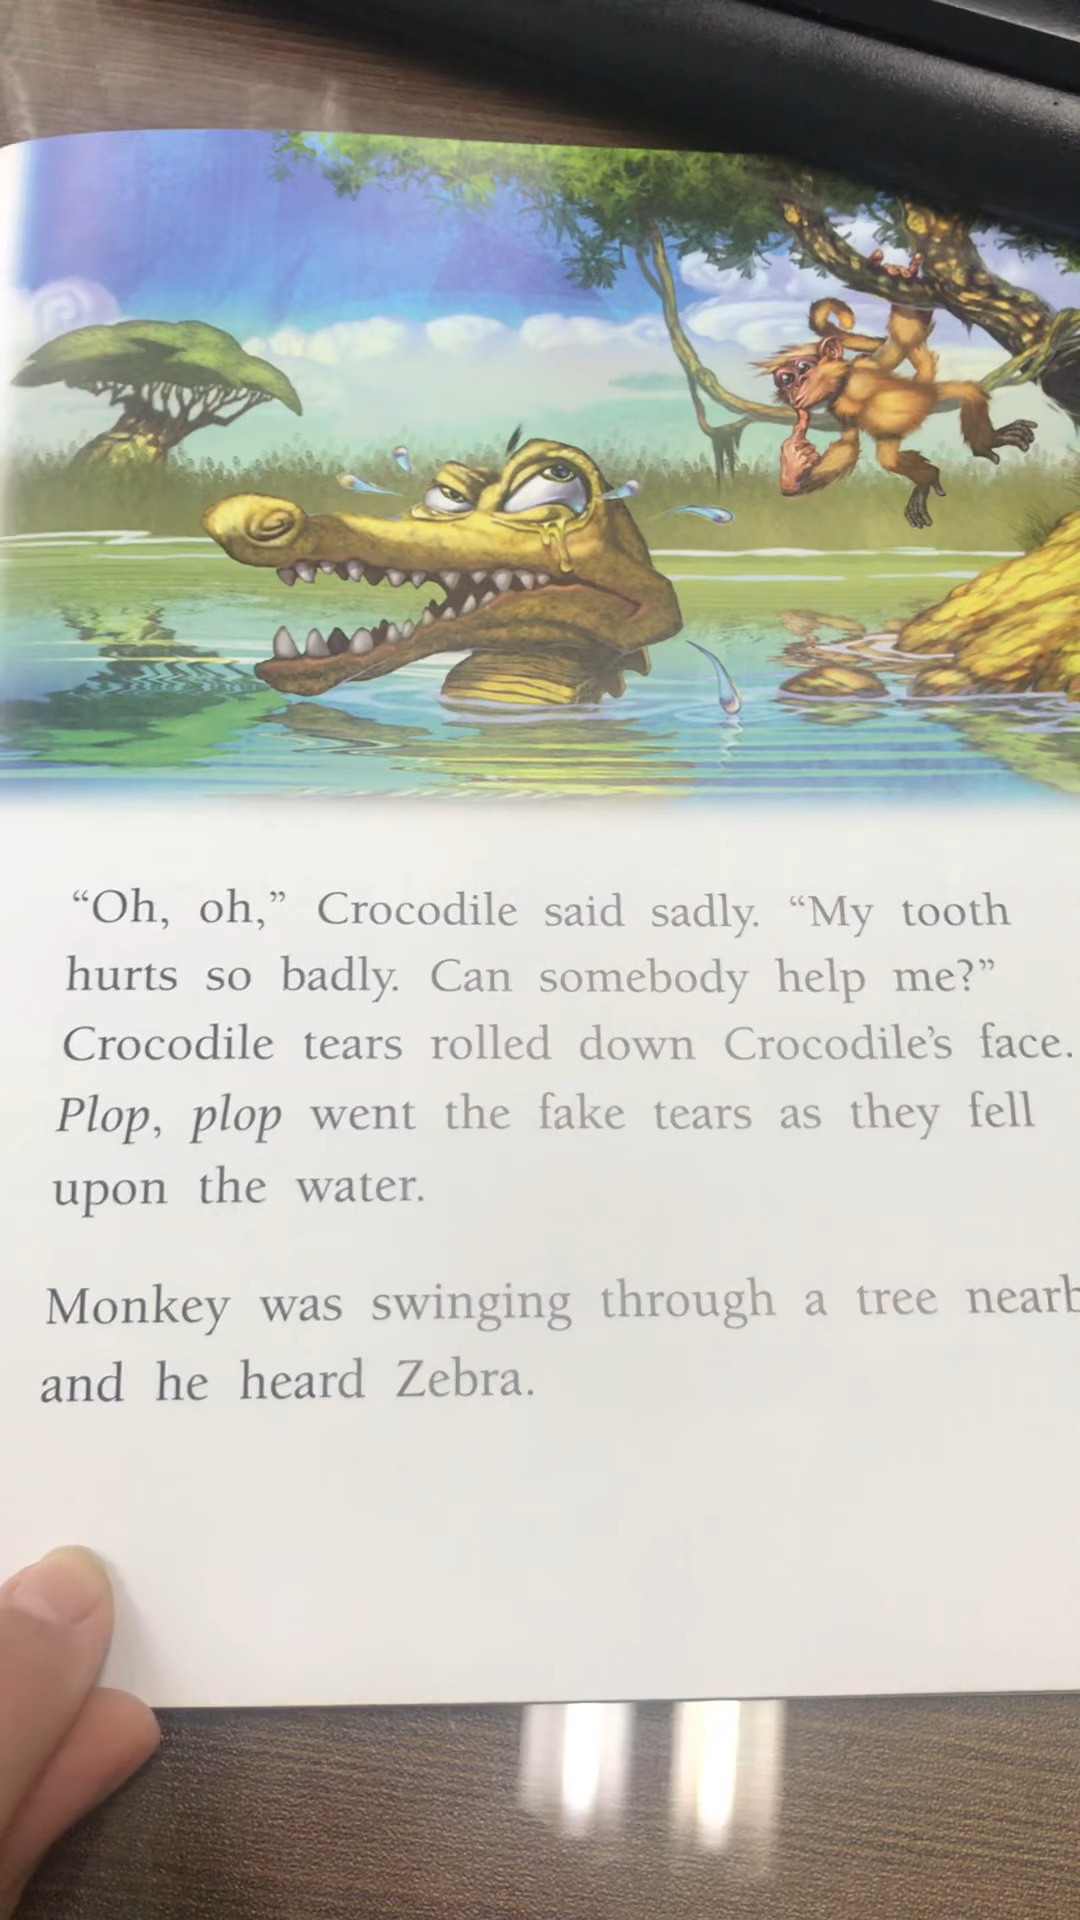 “Oh, oh,” Crocodile said sadly. “My tooth
hurts so badly. Can somebody help me?”
Crocodile tears rolled down Crocodile’s face.
Plop, plop went the fake tears as they fell
upon the water.
Monkey was swinging through a tree
and he heard Zebra.